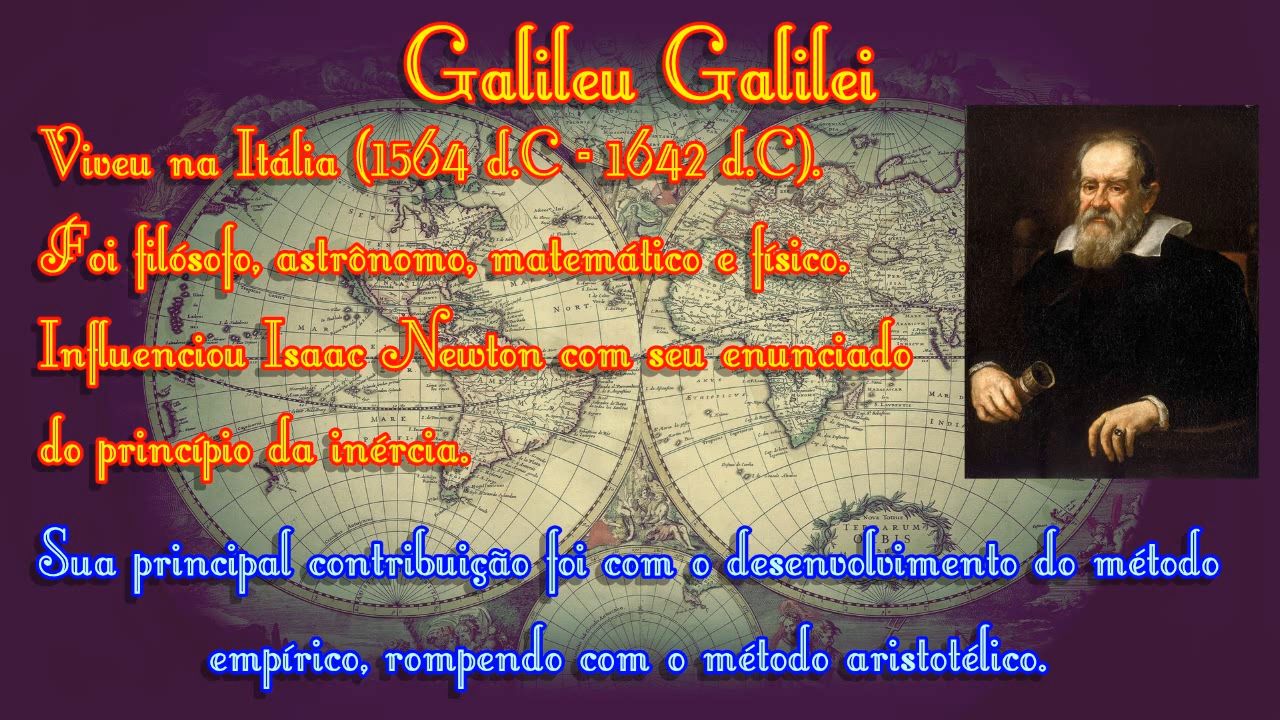 Galileu Galilei
Viveu na Itália (1564 d.C - 1642 d.C).
Foi filósofo, astrônomo, matemático e físico.
Influenciou Isaac Newton com seu enunciado
do princípio da inércia.
Sua principal contribuição foi com o desenvolvimento do método
empírico, rompendo com o método aristotélico.